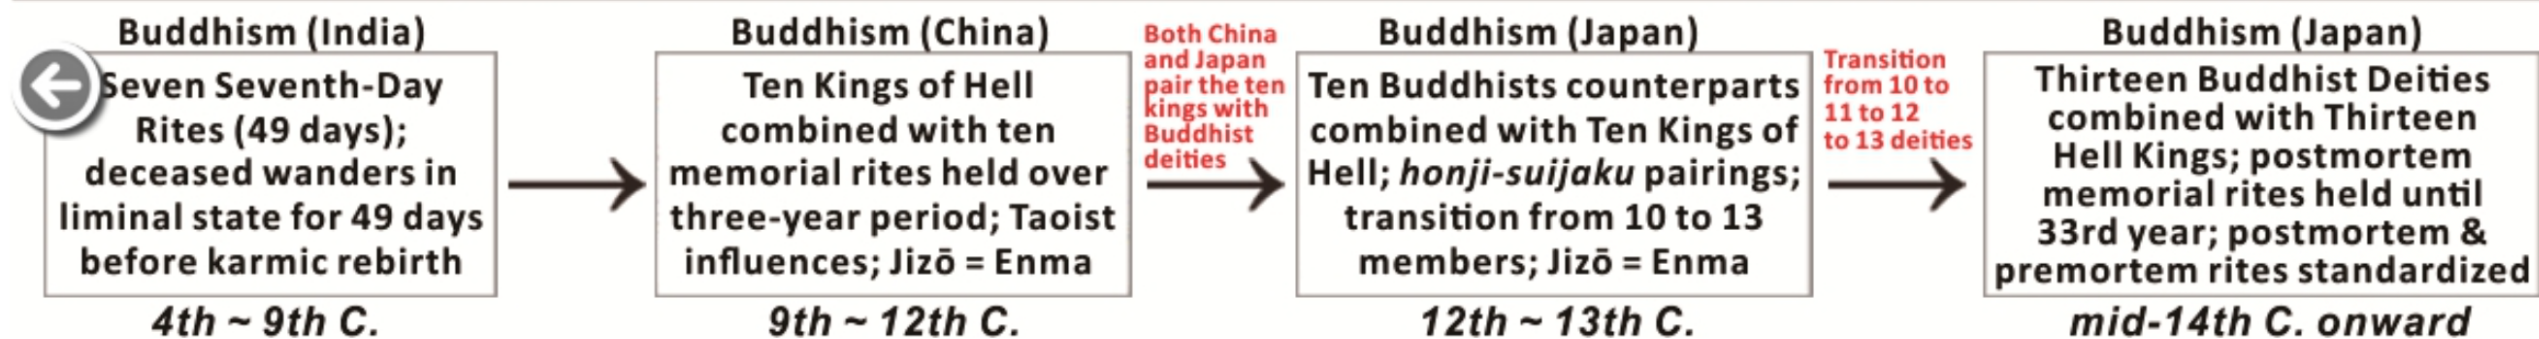 Buddhism (India)
Seven Seventh-Day
Rites (49 days);
deceased wanders in
liminal state for 49 days
before karmic rebirth
4th ~ 9th C.
Buddhism (China)
Ten Kings of Hell
combined with ten
memorial rites held over
three-year period; Taoist
influences; Jizō = Enma
9th ~ 12th C.
Both China
and Japan
pair the ten
kings with
Buddhist
deities
Buddhism (Japan)
Ten Buddhists counterparts
combined with Ten Kings of
Hell; honji-suijaku pairings;
transition from 10 to 13
members; Jizō = Enma
12th ~ 13th C.
Transition
from 10 to
11 to 12
to 13 deities
Buddhism (Japan)
Thirteen Buddhist Deities
combined with Thirteen
Hell Kings; postmortem
memorial rites held until
33rd year; postmortem &
premortem rites standardized
mid-14th C. onward